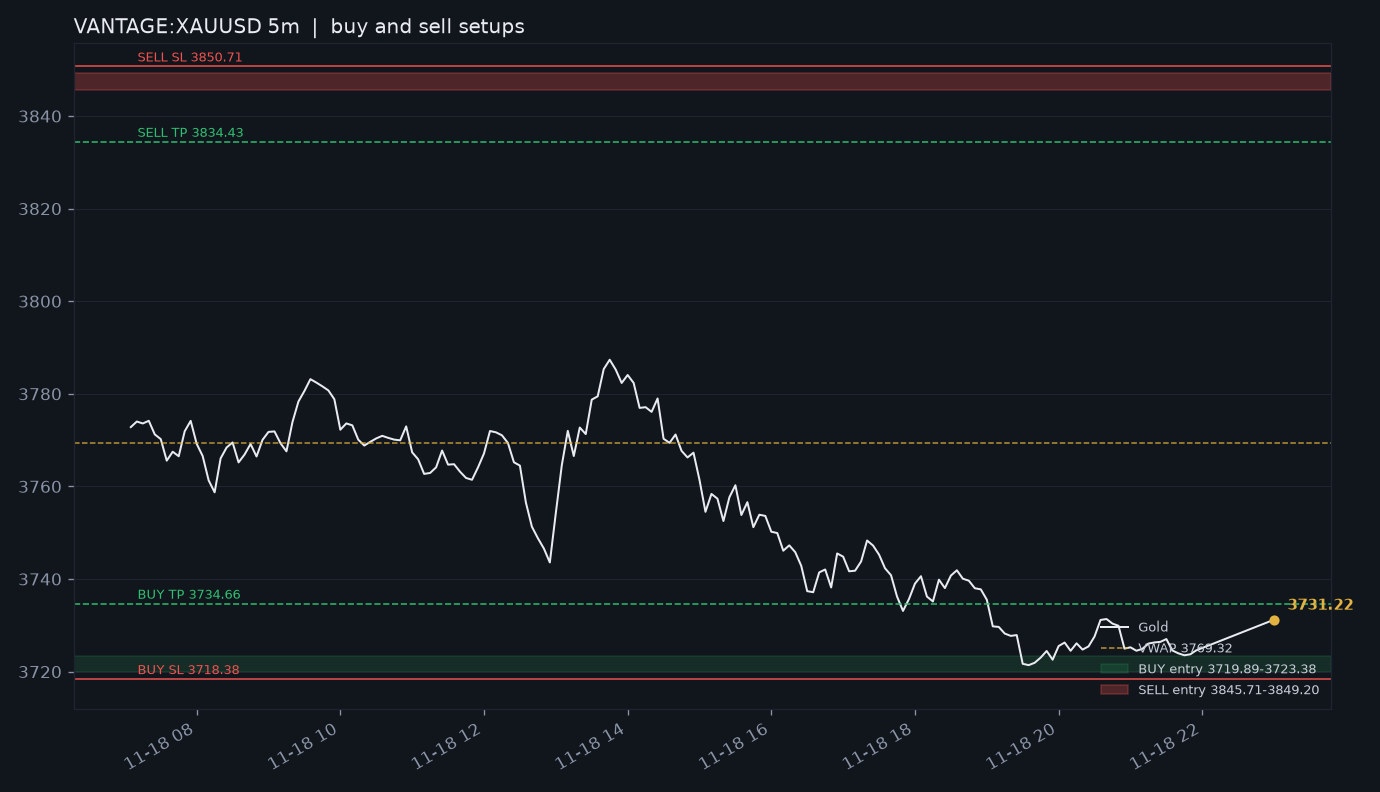 VANTAGE:XAUUSD 5m | buy and sell setups
SELL SL 3850.71
3840
SELL TP 3834.43
3820
3800
3780
3760
3740
BUY TP 3734.66
3731.22
Gold
VWAP 3769.32
3720
BUY SL 3718.38
BUY entry 3719.89-3723.38
SELL entry 3845.71-3849.20
11-18 08
11-18 10
11-18 12
11-18 14
11-18 16
11-18 18
11-18 20
11-18 22